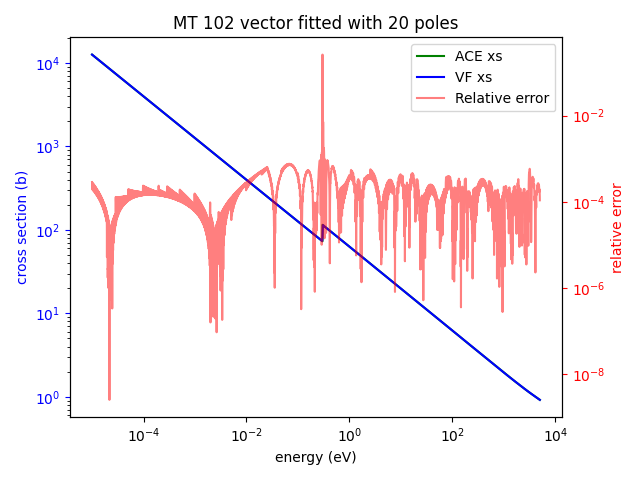 MT 102 vector fitted with 20 poles
ACE xs
VF xs
Relative error
cross section (b)
10^4
10^3
10^2
10^1
10^0
relative error
10^−2
10^−4
10^−6
10^−8
10^−4
10^−2
10^0
10^2
10^4
energy (eV)